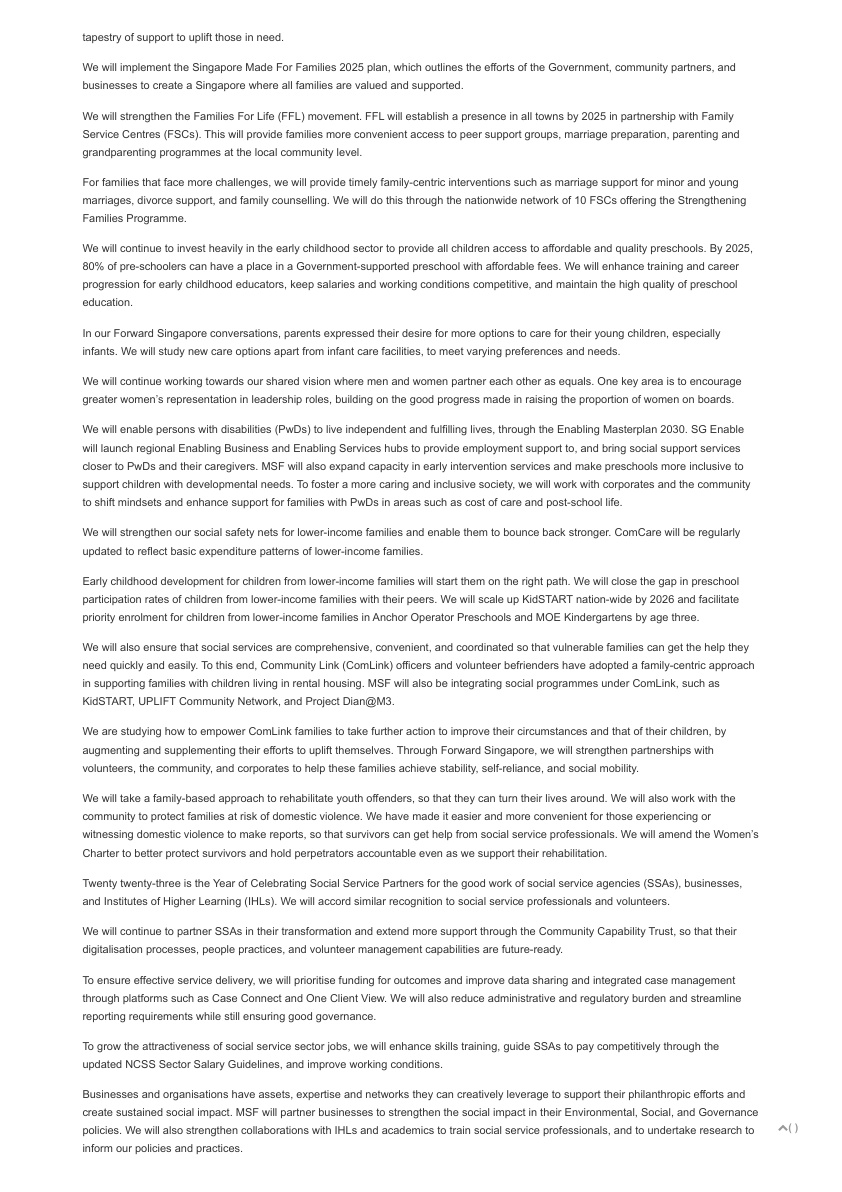 tapestry of support to uplift those in need.
We will implement the Singapore Made For Families 2025 plan, which outlines the efforts of the Government, community partners, and
businesses to create a Singapore where all families are valued and supported.
We will strengthen the Families For Life (FFL) movement. FFL will establish a presence in all towns by 2025 in partnership with Family
Service Centres (FSCs). This will provide families more convenient access to peer support groups, marriage preparation, parenting and
grandparenting programmes at the local community level.
For families that face more challenges, we will provide timely family-centric interventions such as marriage support for minor and young
marriages, divorce support, and family counselling. We will do this through the nationwide network of 10 FSCs offering the Strengthening
Families Programme.
We will continue to invest heavily in the early childhood sector to provide all children access to affordable and quality preschools. By 2025,
80% of pre-schoolers can have a place in a Government-supported preschool with affordable fees. We will enhance training and career
progression for early childhood educators, keep salaries and working conditions competitive, and maintain the high quality of preschool
education.
In our Forward Singapore conversations, parents expressed their desire for more options to care for their young children, especially
infants. We will study new care options apart from infant care facilities, to meet varying preferences and needs.
We will continue working towards our shared vision where men and women partner each other as equals. One key area is to encourage
greater women's representation in leadership roles, building on the good progress made in raising the proportion of women on boards.
We will enable persons with disabilities (PwDs) to live independent and fulfilling lives, through the Enabling Masterplan 2030. SG Enable
will launch regional Enabling Business and Enabling Services hubs to provide employment support to, and bring social support services
closer to PwDs and their caregivers. MSF will also expand capacity in early intervention services and make preschools more inclusive to
support children with developmental needs. To foster a more caring and inclusive society, we will work with corporates and the community
to shift mindsets and enhance support for families with PwDs in areas such as cost of care and post-school life.
We will strengthen our social safety nets for lower-income families and enable them to bounce back stronger. ComCare will be regularly
updated to reflect basic expenditure patterns of lower-income families.
Early childhood development for children from lower-income families will start them on the right path. We will close the gap in preschool
participation rates of children from lower-income families with their peers. We will scale up KidSTART nation-wide by 2026 and facilitate
priority enrolment for children from lower-income families in Anchor Operator Preschools and MOE Kindergartens by age three.
We will also ensure that social services are comprehensive, convenient, and coordinated so that vulnerable families can get the help they
need quickly and easily. To this end, Community Link (ComLink) officers and volunteer befrienders have adopted a family-centric approach
in supporting families with children living in rental housing. MSF will also be integrating social programmes under ComLink, such as
KidSTART, UPLIFT Community Network, and Project Dian@M3.
We are studying how to empower ComLink families to take further action to improve their circumstances and that of their children, by
augmenting and supplementing their efforts to uplift themselves. Through Forward Singapore, we will strengthen partnerships with
volunteers, the community, and corporates to help these families achieve stability, self-reliance, and social mobility.
We will take a family-based approach to rehabilitate youth offenders, so that they can turn their lives around. We will also work with the
community to protect families at risk of domestic violence. We have made it easier and more convenient for those experiencing or
witnessing domestic violence to make reports, so that survivors can get help from social service professionals. We will amend the Women's
Charter to better protect survivors and hold perpetrators accountable even as we support their rehabilitation.
Twenty twenty-three is the Year of Celebrating Social Service Partners for the good work of social service agencies (SSAs), businesses,
and Institutes of Higher Learning (IHLs). We will accord similar recognition to social service professionals and volunteers.
We will continue to partner SSAs in their transformation and extend more support through the Community Capability Trust, so that their
digitalisation processes, people practices, and volunteer management capabilities are future-ready.
To ensure effective service delivery, we will prioritise funding for outcomes and improve data sharing and integrated case management
through platforms such as Case Connect and One Client View. We will also reduce administrative and regulatory burden and streamline
reporting requirements while still ensuring good governance.
To grow the attractiveness of social service sector jobs, we will enhance skills training, guide SSAs to pay competitively through the
updated NCSS Sector Salary Guidelines, and improve working conditions.
Businesses and organisations have assets, expertise and networks they can creatively leverage to support their philanthropic efforts and
create sustained social impact. MSF will partner businesses to strengthen the social impact in their Environmental, Social, and Governance
policies. We will also strengthen collaborations with IHLs and academics to train social service professionals, and to undertake research to
inform our policies and practices.
( )